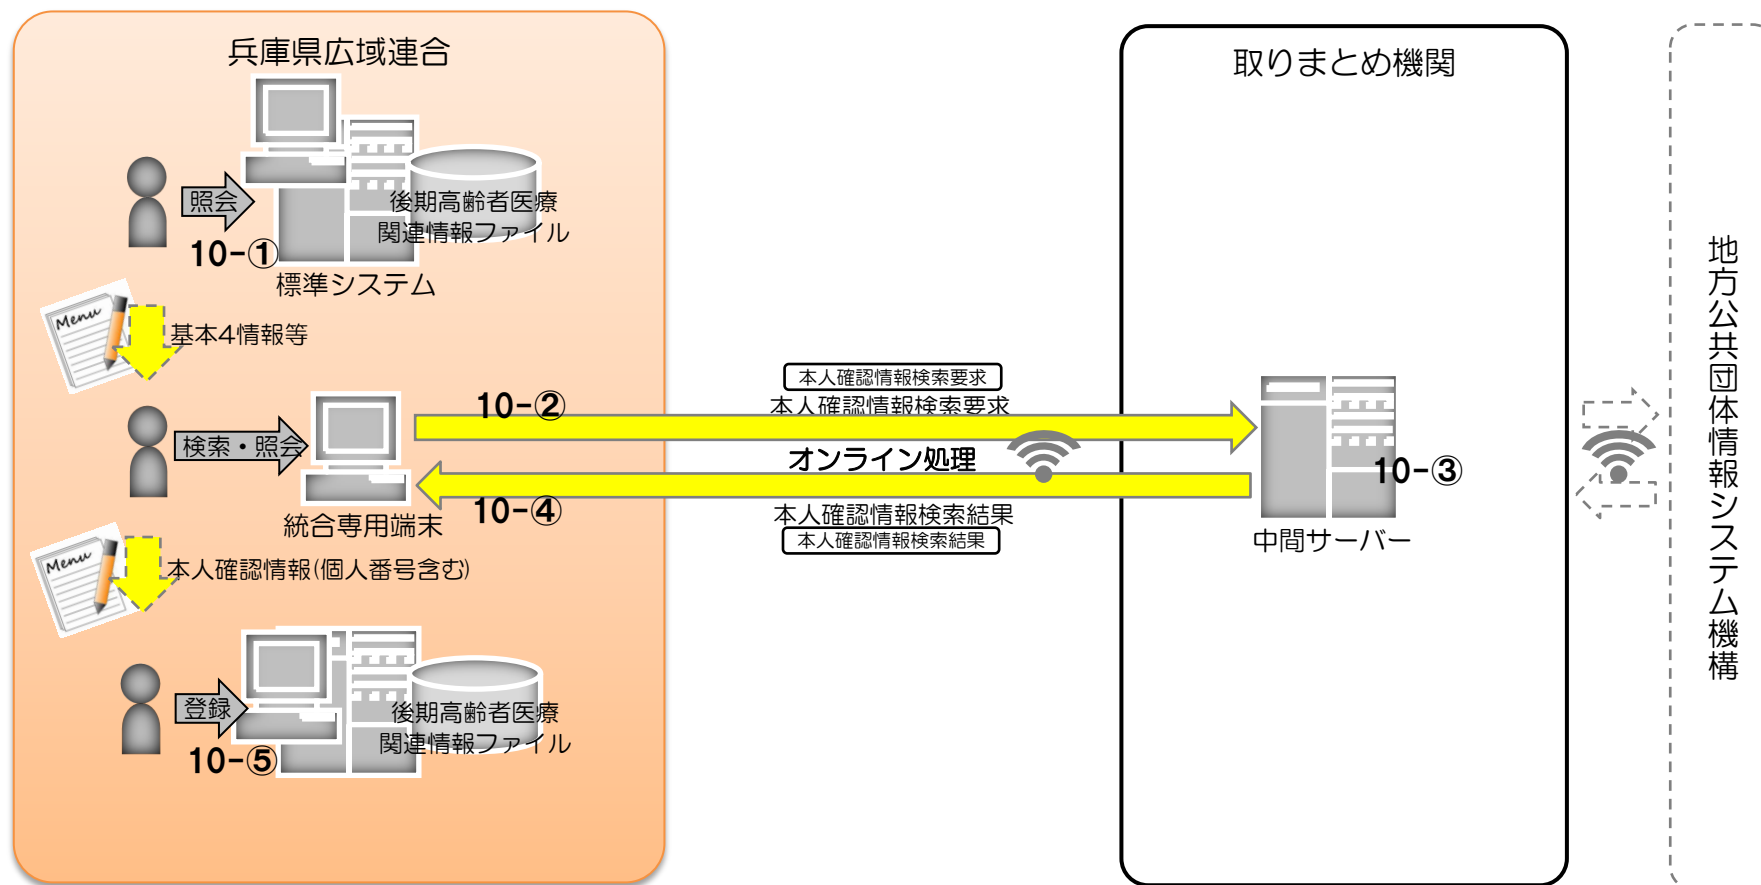 兵庫県広域連合
照会
10-①
後期高齢者医療
関連情報ファイル
標準システム
Menu
基本4情報等
検索・照会
統合専用端末
10-②
本人確認情報検索要求
本人確認情報検索要求
オンライン処理
10-④
本人確認情報検索結果
本人確認情報検索結果
Menu
本人確認情報(個人番号含む)
登録
10-⑤
後期高齢者医療
関連情報ファイル
取りまとめ機関
10-③
中間サーバー
地方公共団体情報システム機構